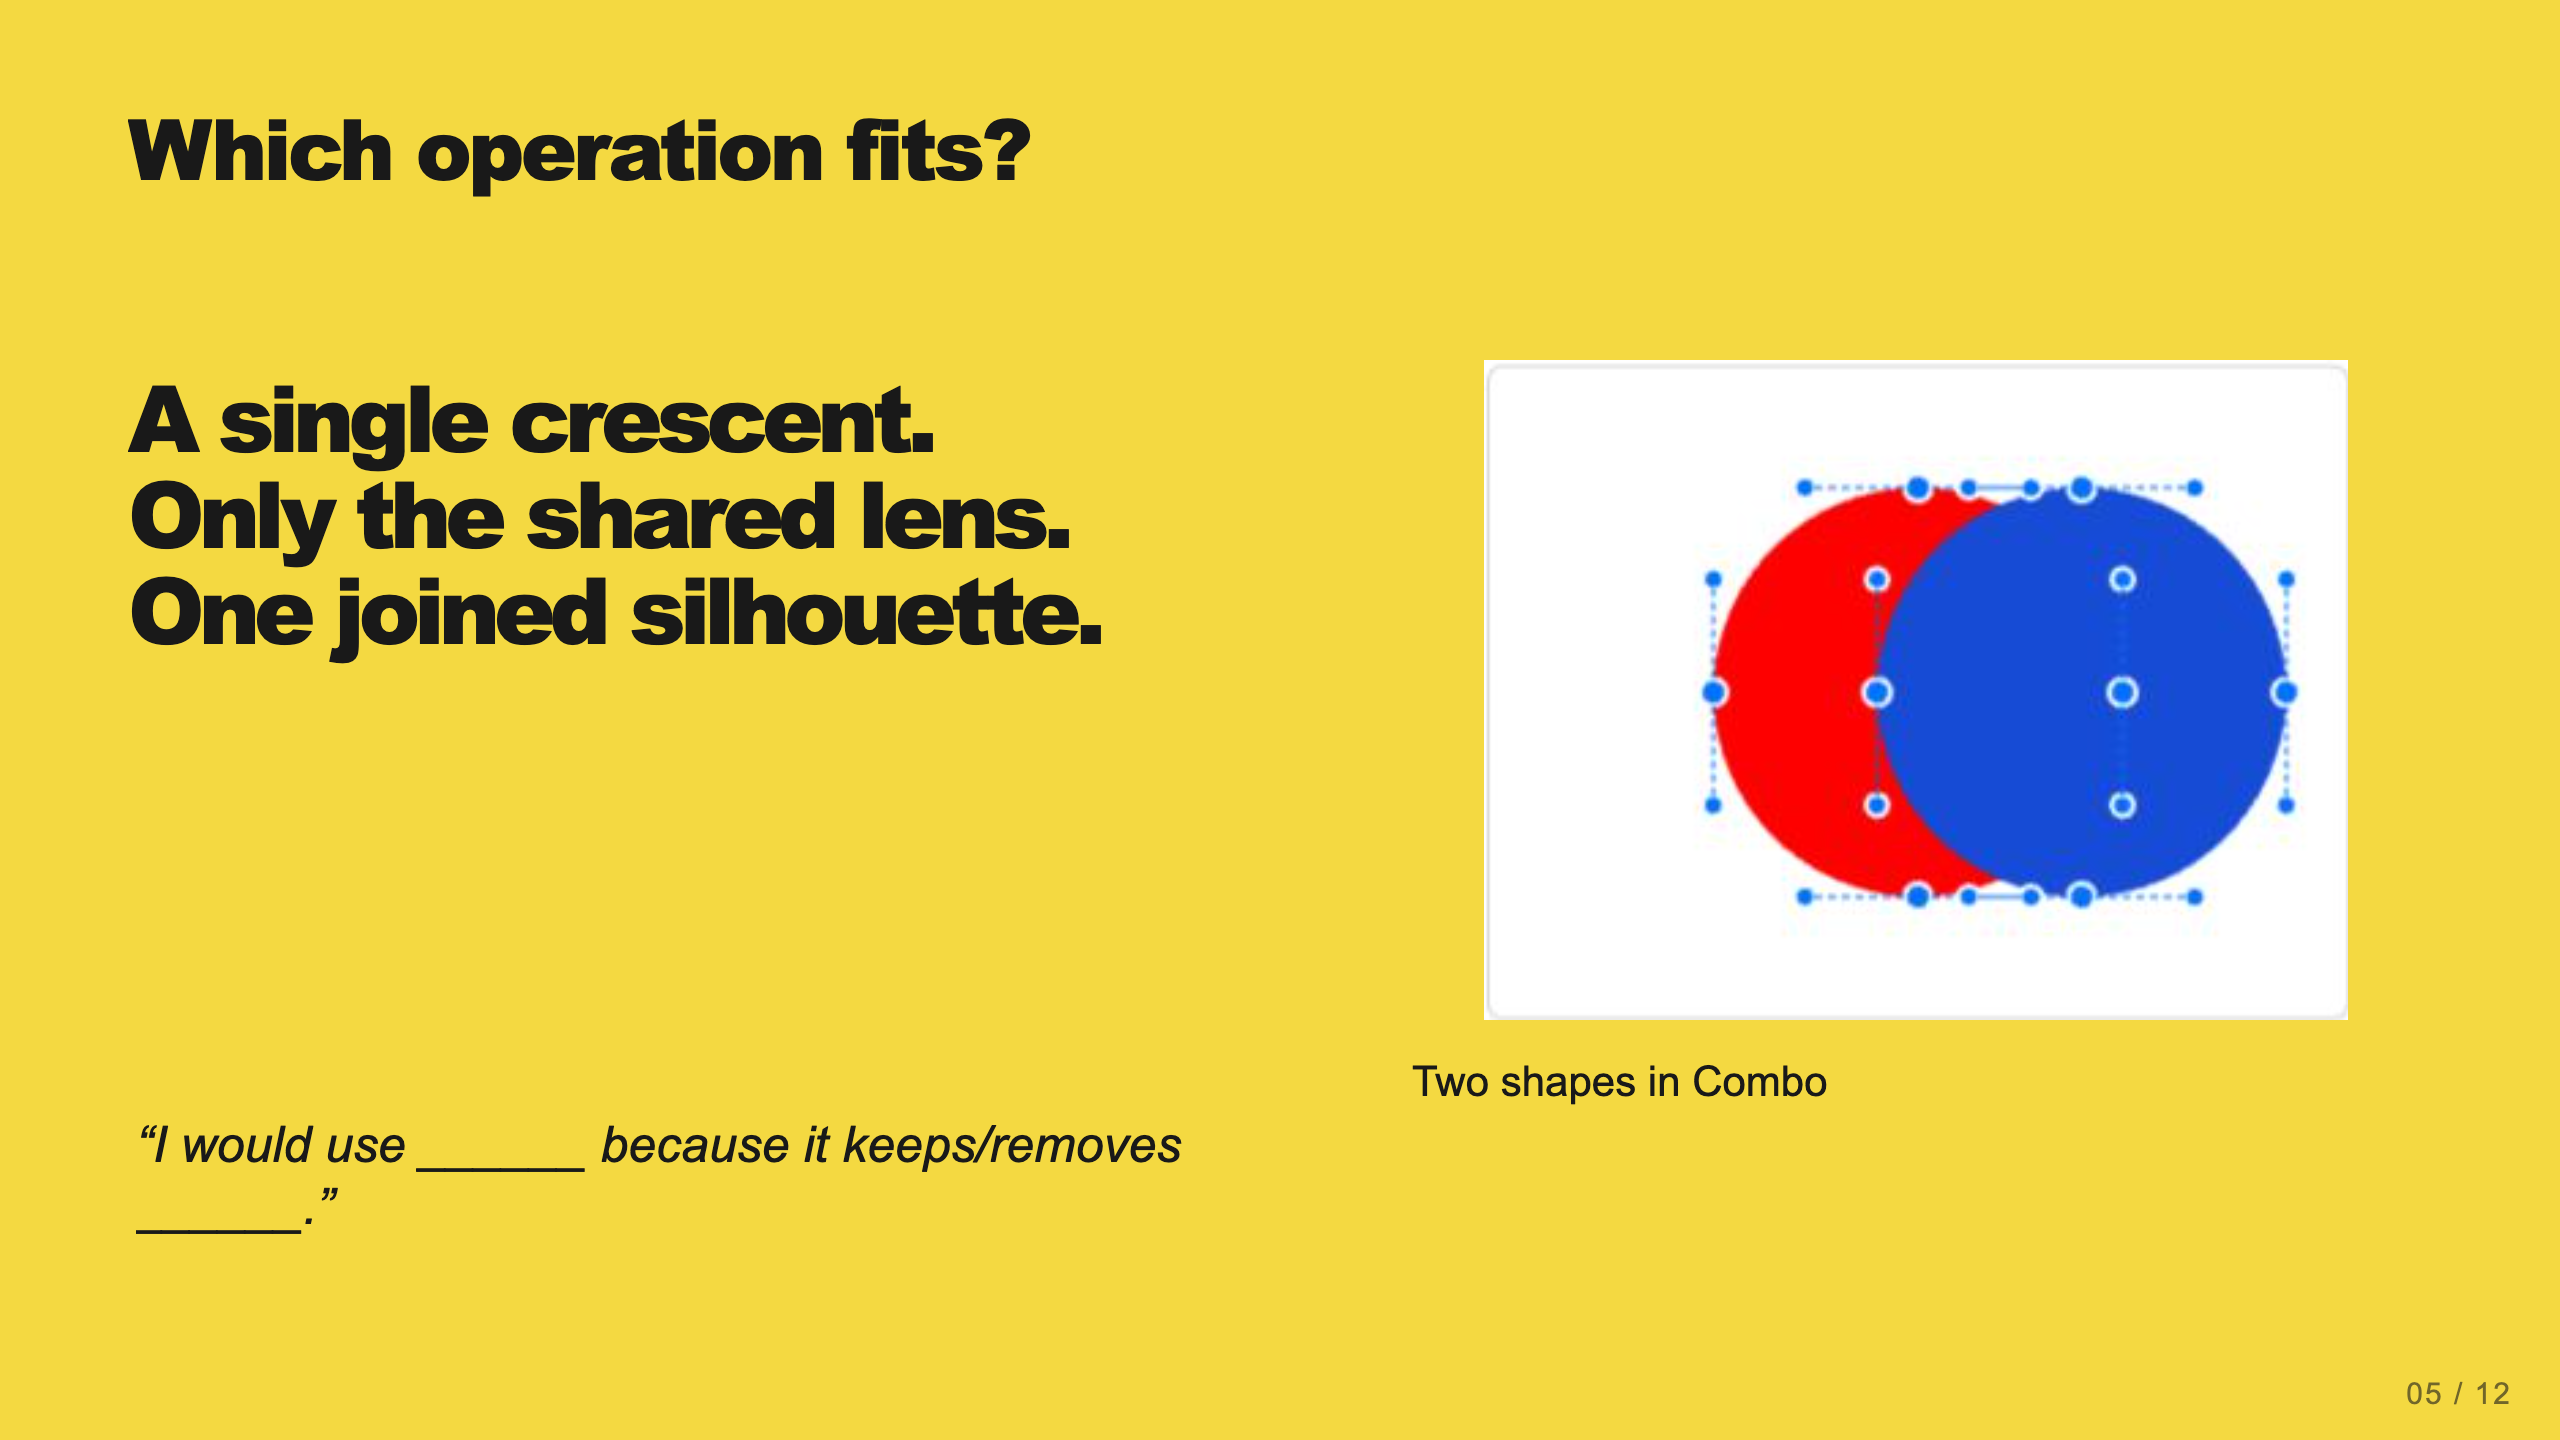 Which operation fits?
A single crescent.
Only the shared lens.
One joined silhouette.
Two shapes in Combo
“I would use ______ because it keeps/removes
______.”
05 / 12